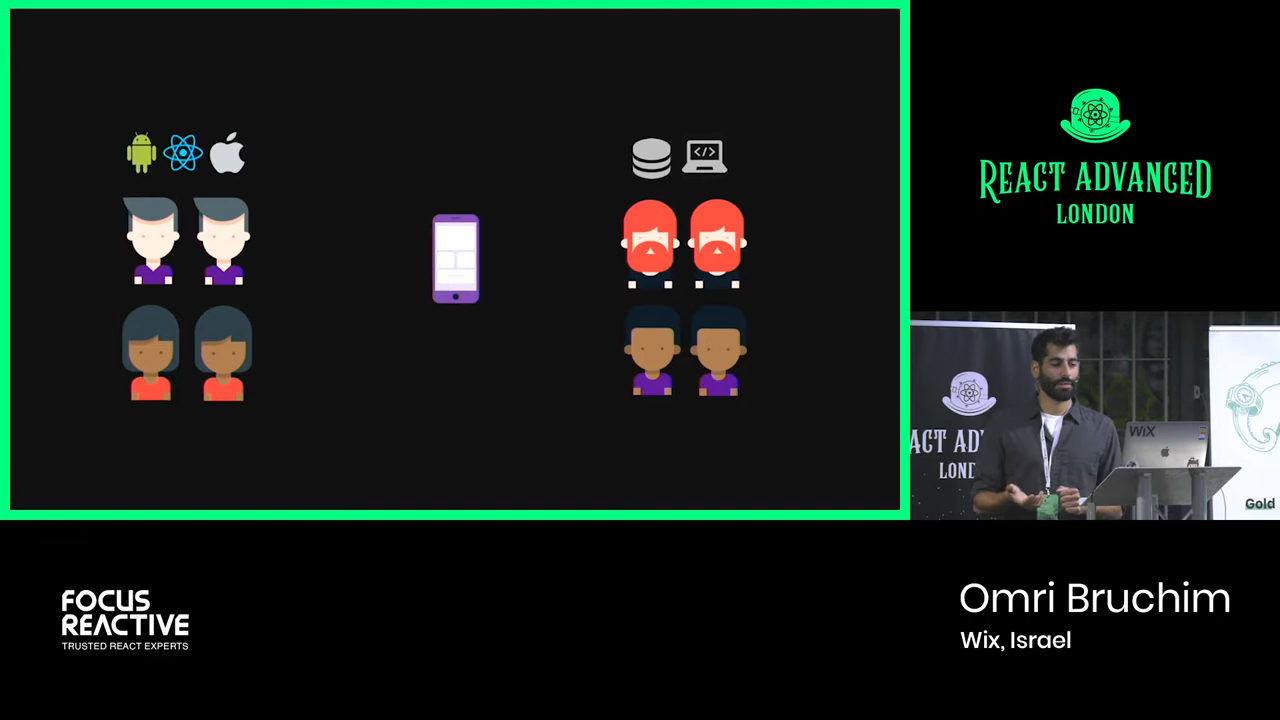 REACT ADVANCED
LONDON
ACT AD
LOND
WiX
Gold
FOCUS
REACTIVE
TRUSTED REACT EXPERTS
Omri Bruchim
Wix, Israel